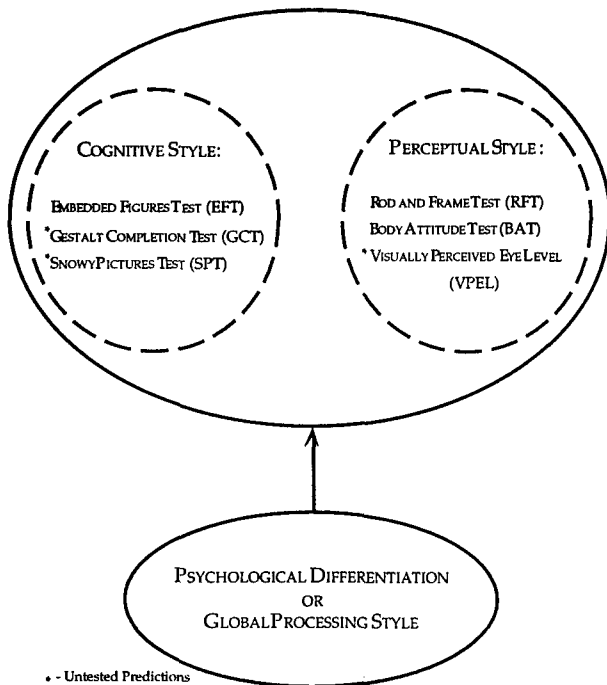 COGNITIVE STYLE:
EMBEDDED FIGURES TEST (EFT)
*GESTALT COMPLETION TEST (GCT)
*SNOWY PICTURES TEST (SPT)
PERCEPTUAL STYLE:
ROD AND FRAME TEST (RFT)
BODY ATTITUDE TEST (BAT)
*VISUALLY PERCEIVED EYE LEVEL
(VPEL)
PSYCHOLOGICAL DIFFERENTIATION
OR
GLOBAL PROCESSING STYLE
* - Untested Predictions